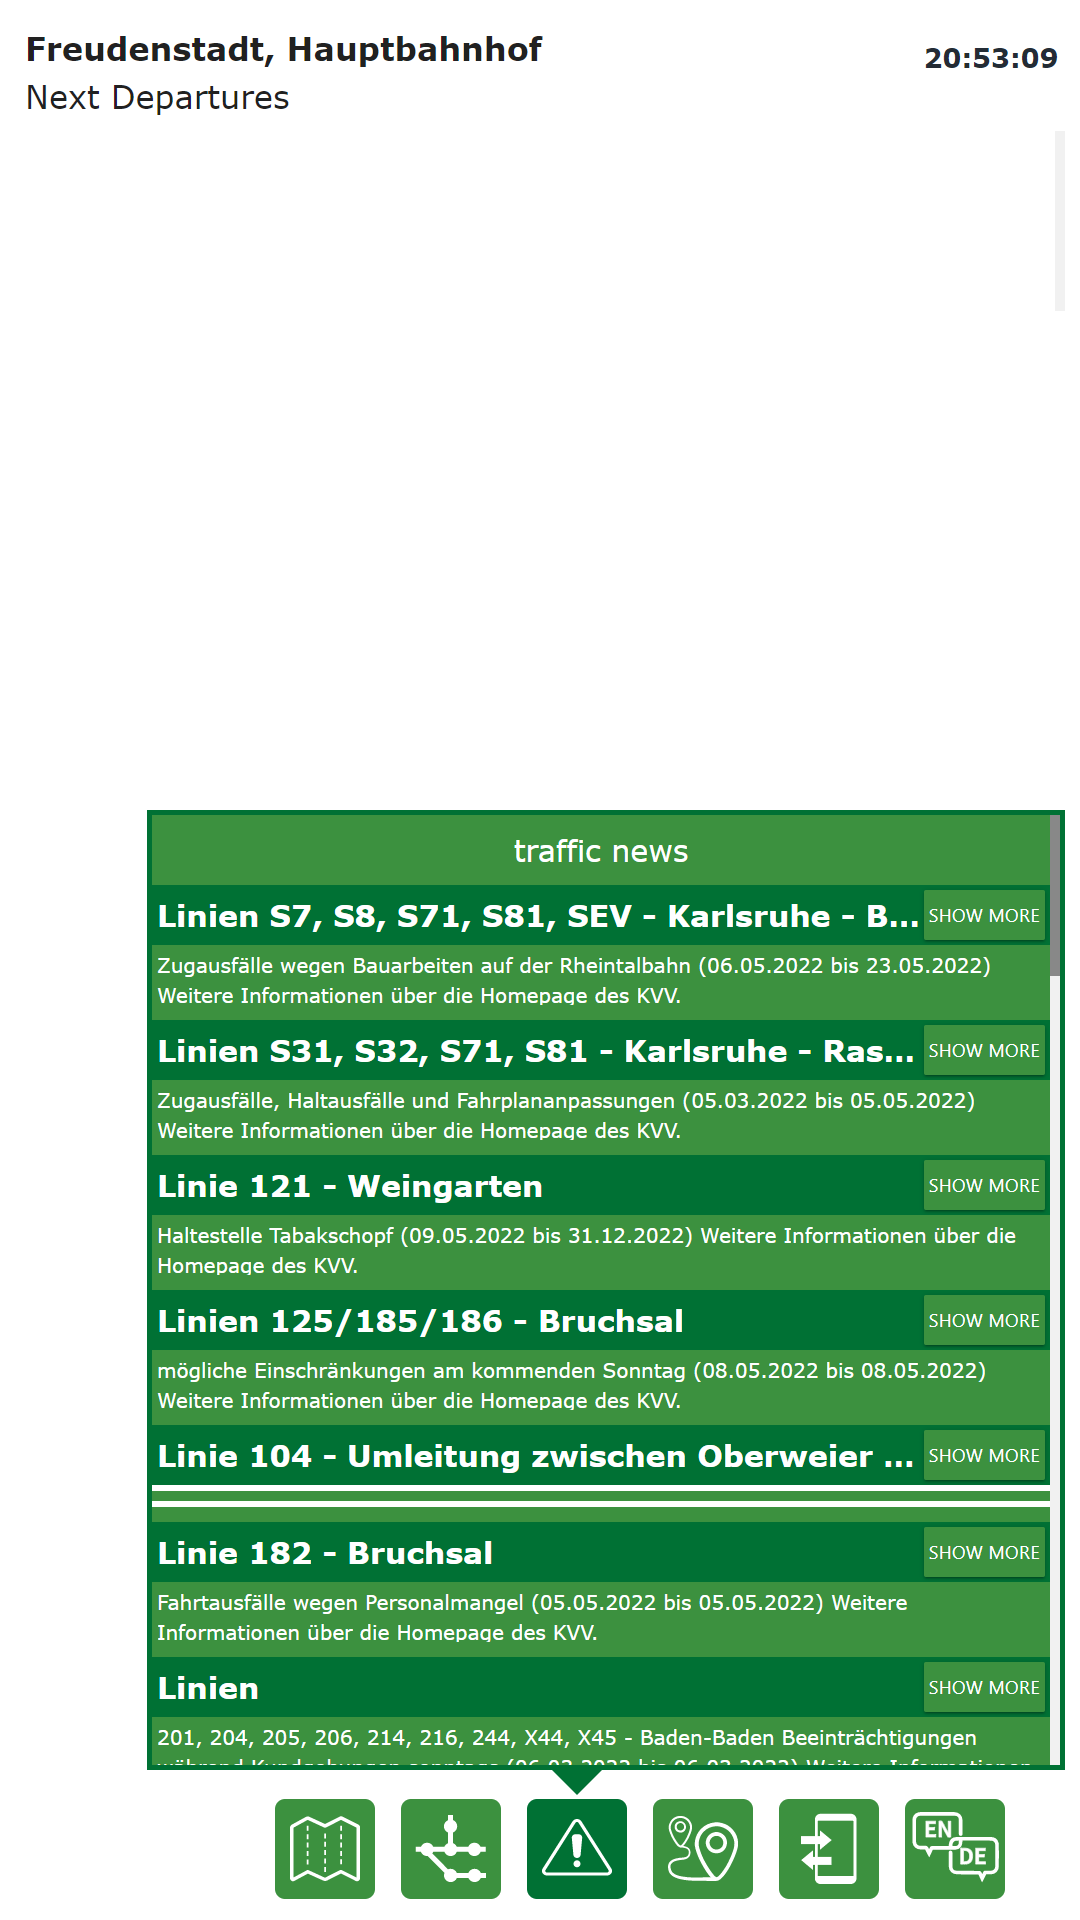 Freudenstadt, Hauptbahnhof
20:53:09
Next Departures
traffic news
Linien S7, S8, S71, S81, SEV - Karlsruhe - B...
SHOW MORE
Zugausfälle wegen Bauarbeiten auf der Rheintalbahn (06.05.2022 bis 23.05.2022)
Weitere Informationen über die Homepage des KVV.
Linien S31, S32, S71, S81 - Karlsruhe - Ras...
SHOW MORE
Zugausfälle, Haltausfälle und Fahrplananpassungen (05.03.2022 bis 05.05.2022)
Weitere Informationen über die Homepage des KVV.
Linie 121 - Weingarten
SHOW MORE
Haltestelle Tabakschopf (09.05.2022 bis 31.12.2022) Weitere Informationen über die
Homepage des KVV.
Linien 125/185/186 - Bruchsal
SHOW MORE
mögliche Einschränkungen am kommenden Sonntag (08.05.2022 bis 08.05.2022)
Weitere Informationen über die Homepage des KVV.
Linie 104 - Umleitung zwischen Oberweier ...
SHOW MORE
Linie 182 - Bruchsal
SHOW MORE
Fahrtausfälle wegen Personalmangel (05.05.2022 bis 05.05.2022) Weitere
Informationen über die Homepage des KVV.
Linien
SHOW MORE
201, 204, 205, 206, 214, 216, 244, X44, X45 - Baden-Baden Beeinträchtigungen
während Kundgebungen sonntags Weitere Informationen
EN
DE